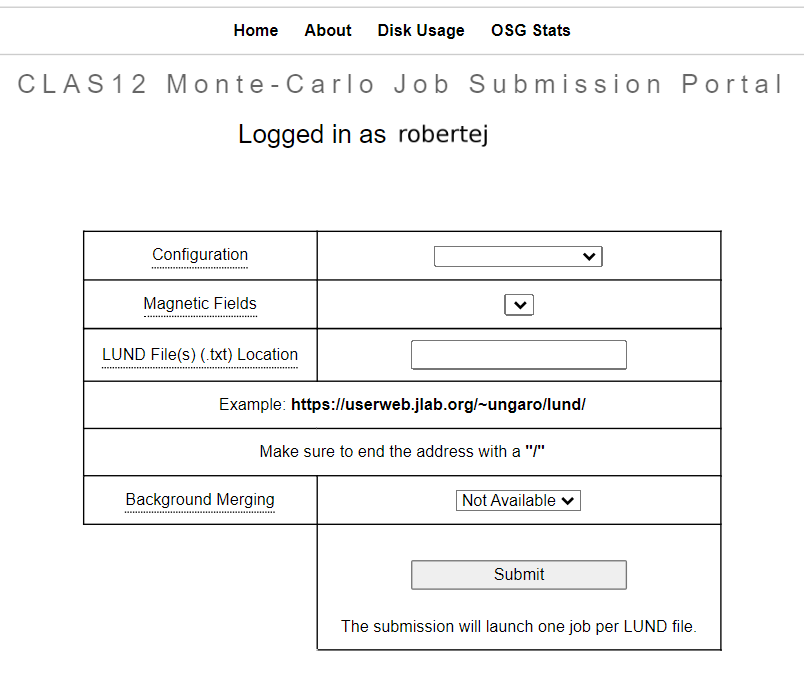 Home About Disk Usage OSG Stats
CLAS12 Monte-Carlo Job Submission Portal
Logged in as robertej
Configuration
Magnetic Fields
LUND File(s) (.txt) Location
Example: https://userweb.jlab.org/~ungaro/lund/
Make sure to end the address with a "/"
Background Merging Not Available
Submit
The submission will launch one job per LUND file.